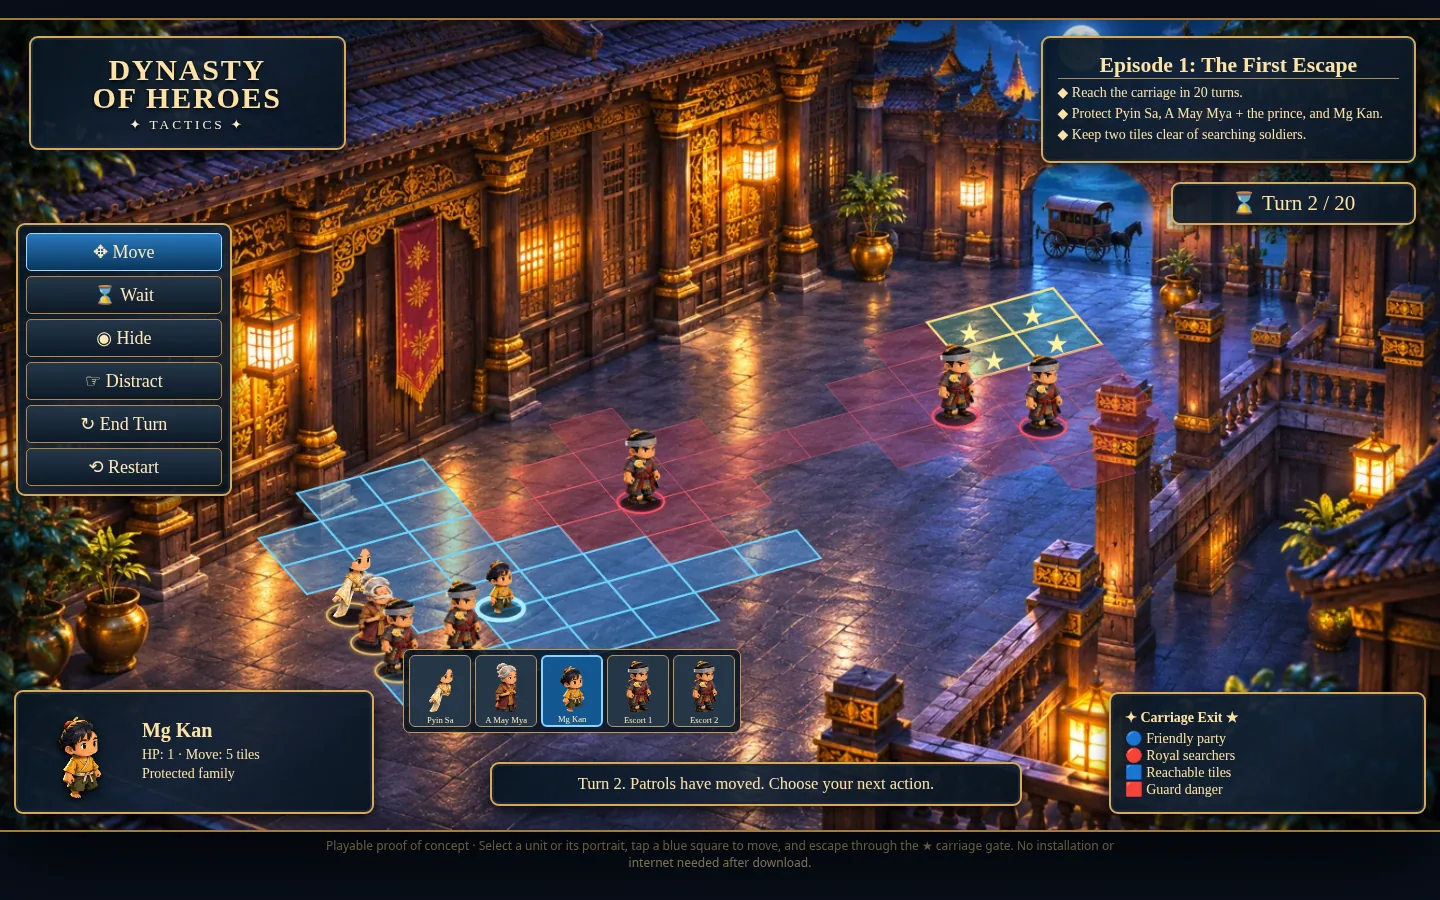 DYNASTY
OF HEROES
✦ TACTICS ✦
Episode 1: The First Escape
◆ Reach the carriage in 20 turns.
◆ Protect Pyin Sa, A May Mya + the prince, and Mg Kan.
◆ Keep two tiles clear of searching soldiers.
⌛ Turn 2 / 20
✥ Move
⌛ Wait
◉ Hide
☞ Distract
↻ End Turn
⟲ Restart
Pyin Sa
A May Mya
Mg Kan
Escort 1
Escort 2
Mg Kan
HP: 1 · Move: 5 tiles
Protected family
Turn 2. Patrols have moved. Choose your next action.
✦ Carriage Exit ★
🔵 Friendly party
🔴 Royal searchers
🟦 Reachable tiles
🟥 Guard danger
Playable proof of concept · Select a unit or its portrait, tap a blue square to move, and escape through the ★ carriage gate. No installation or
internet needed after download.